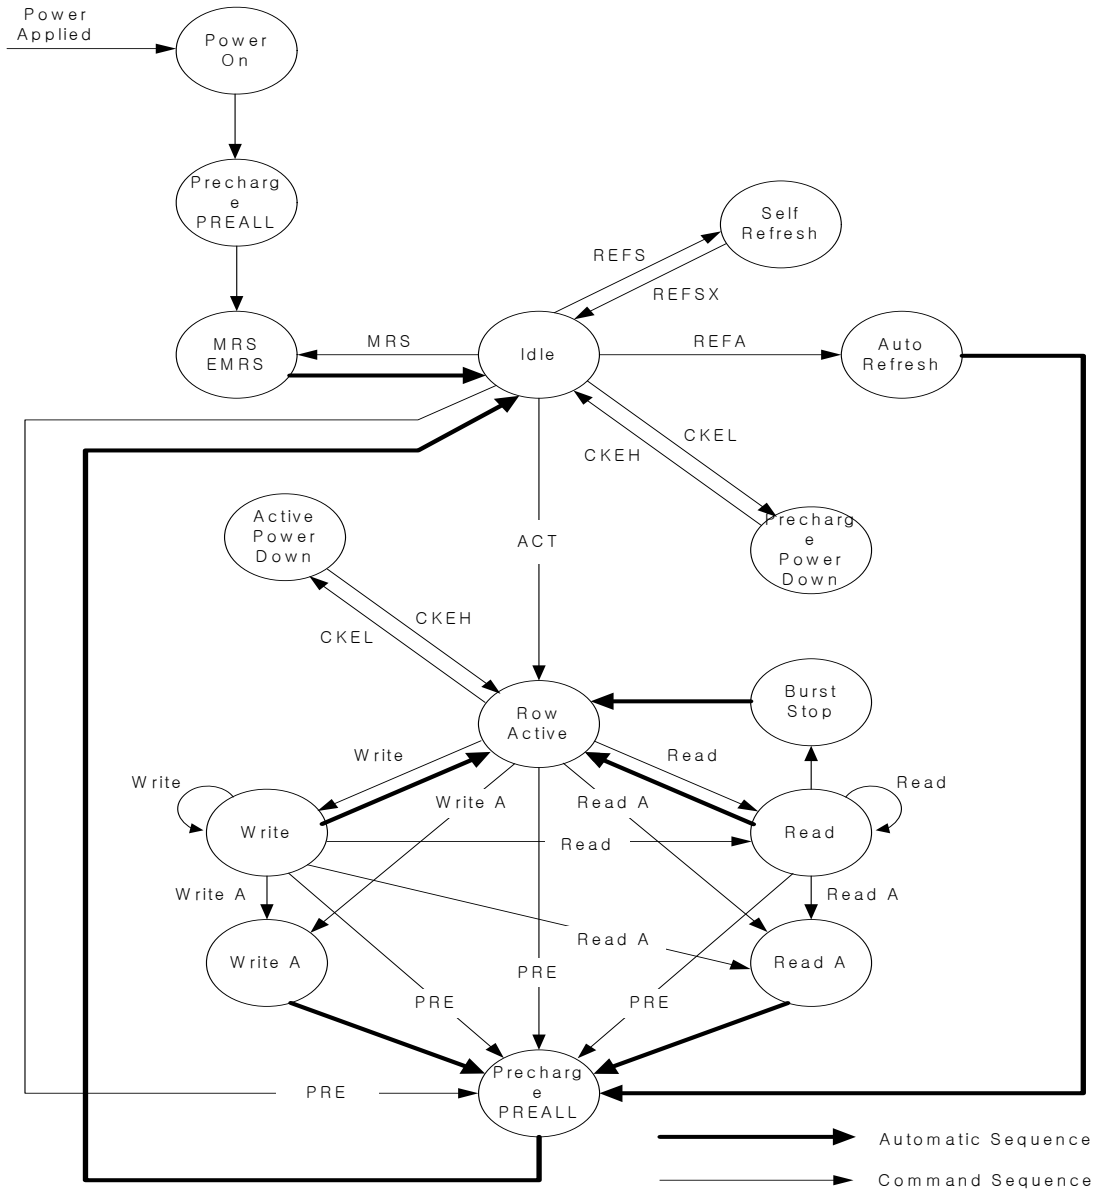 Power
Applied
Power
On
Precharg
e
PREALL
Self
Refresh
REFS
REFSX
MRS
EMRS
MRS
Idle
REFA
Auto
Refresh
CKEL
CKEH
Active
Power
Down
ACT
Precharg
e
Power
Down
CKEH
CKEL
Burst
Stop
Row
Active
Write
Read
Write
Write A
Read A
Read
Write
Read
Read
Write A
Read A
Read A
Write A
Read A
PRE
PRE
PRE
Precharg
e
PREALL
PRE
Automatic Sequence
Command Sequence